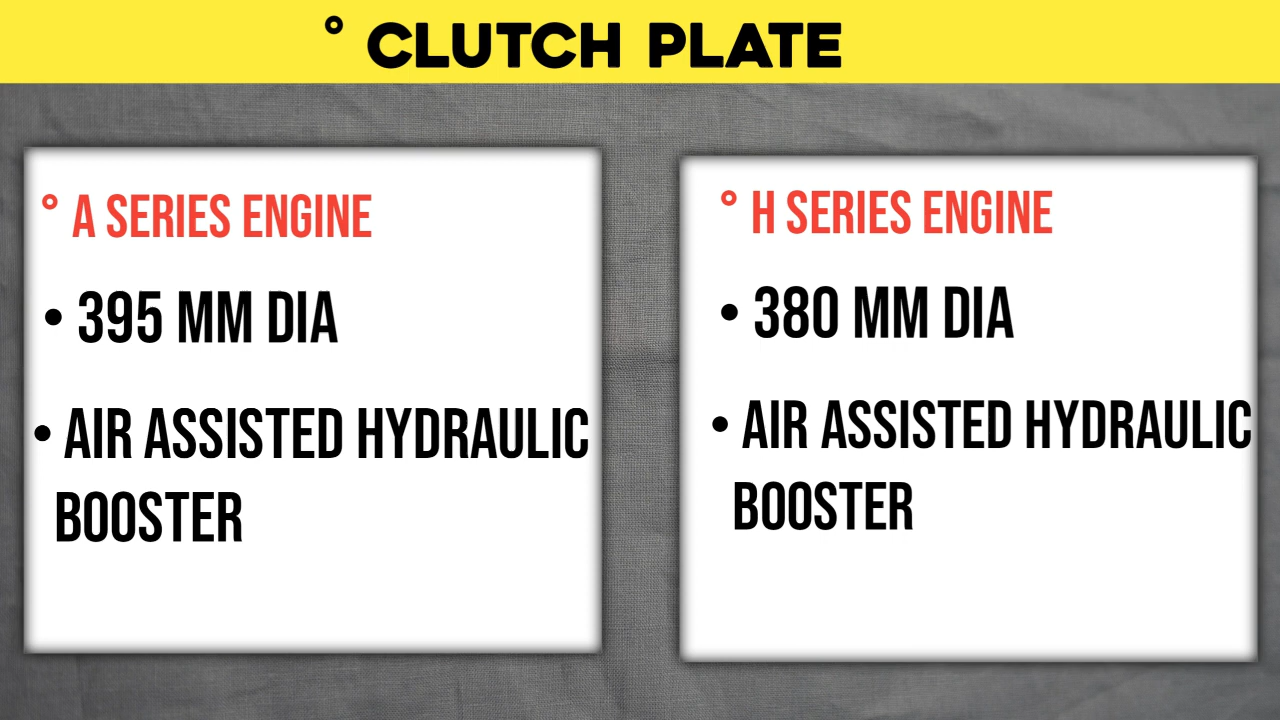 ° CLUTCH PLATE
° A SERIES ENGINE
• 395 MM DIA
• AIR ASSISTED HYDRAULIC
BOOSTER
° H SERIES ENGINE
• 380 MM DIA
• AIR ASSISTED HYDRAULIC
BOOSTER